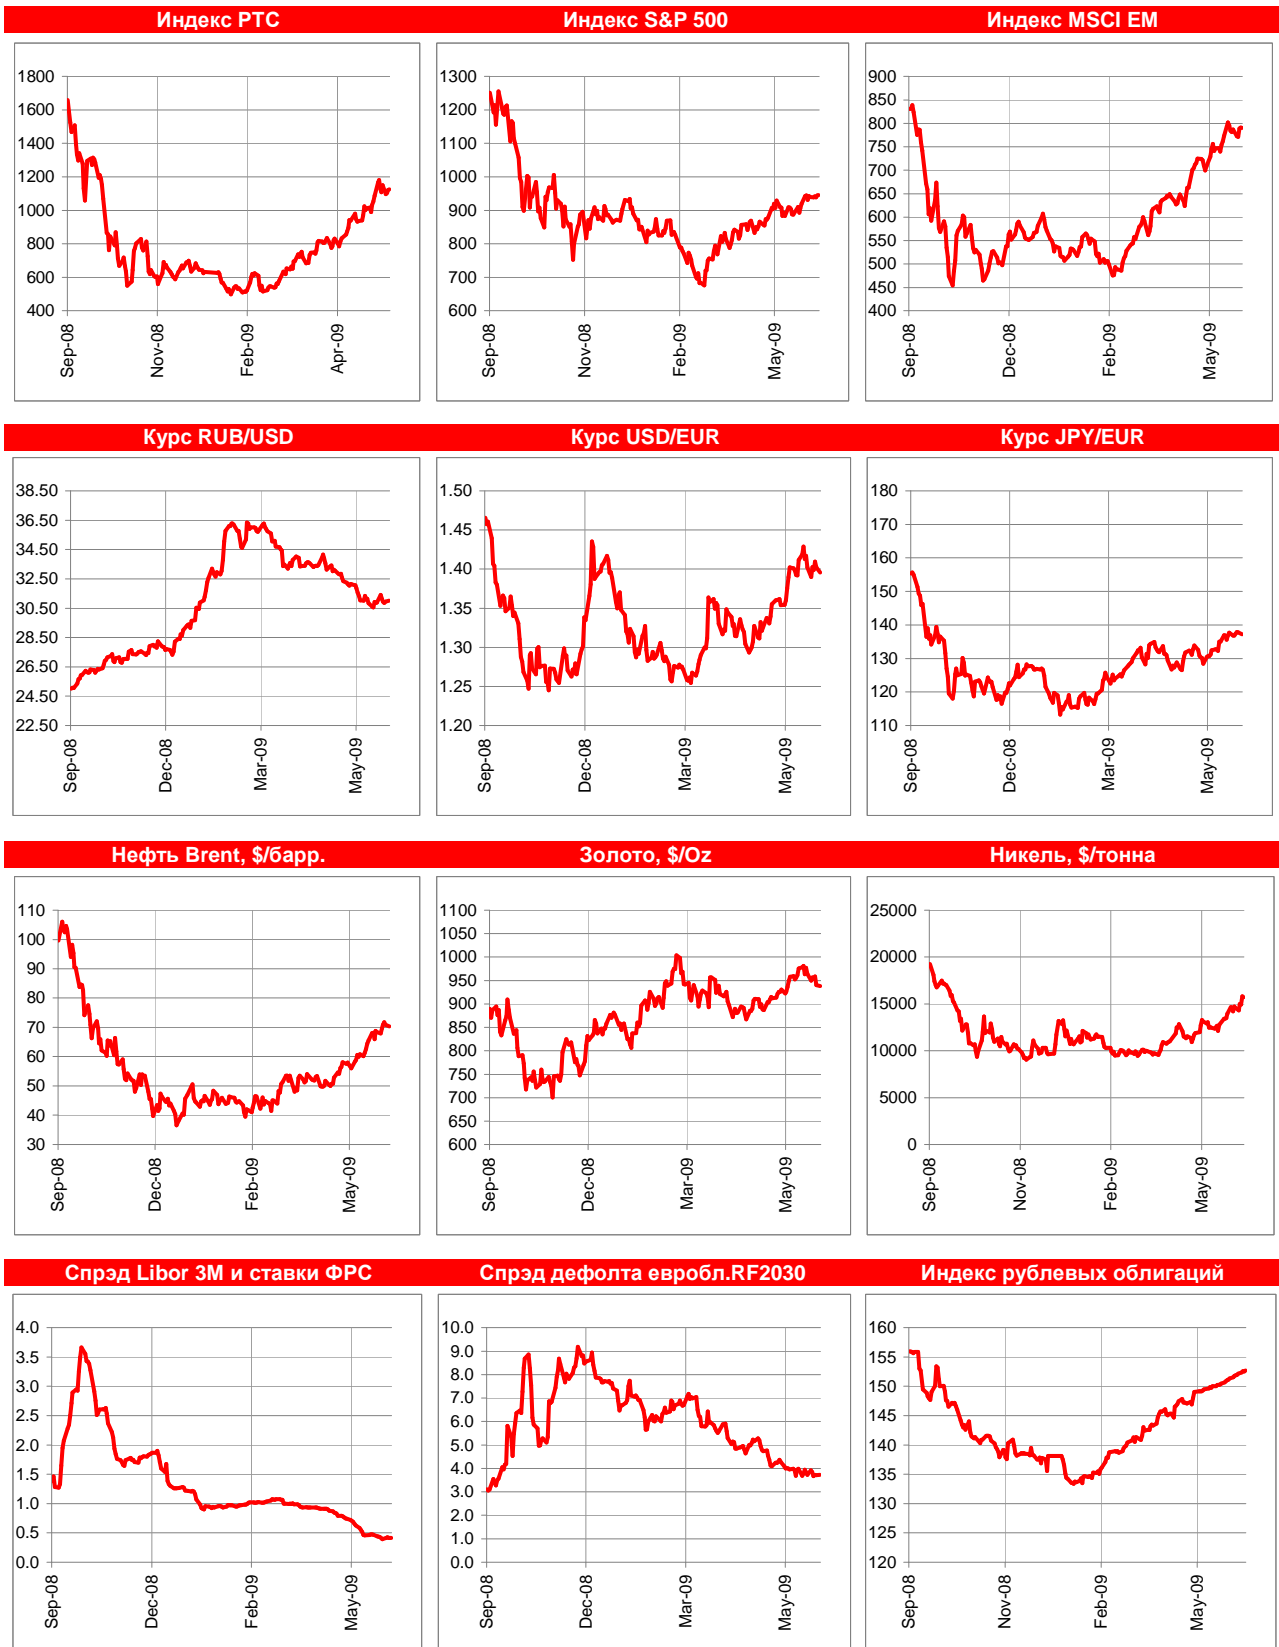 Индекс РТС
1800
1600
1400
1200
1000
800
600
400
Sep-08
Nov-08
Feb-09
Apr-09
Индекс S&P 500
1300
1200
1100
1000
900
800
700
600
Sep-08
Nov-08
Feb-09
May-09
Индекс MSCI EM
900
850
800
750
700
650
600
550
500
450
400
Sep-08
Dec-08
Feb-09
May-09
Курс RUB/USD
38.50
36.50
34.50
32.50
30.50
28.50
26.50
24.50
22.50
Sep-08
Dec-08
Mar-09
May-09
Курс USD/EUR
1.50
1.45
1.40
1.35
1.30
1.25
1.20
Sep-08
Dec-08
Mar-09
May-09
Курс JPY/EUR
180
170
160
150
140
130
120
110
Sep-08
Dec-08
Mar-09
May-09
Нефть Brent, $/барр.
110
100
90
80
70
60
50
40
30
Sep-08
Dec-08
Feb-09
May-09
Золото, $/Oz
1100
1050
1000
950
900
850
800
750
700
650
600
Sep-08
Dec-08
Mar-09
May-09
Никель, $/тонна
25000
20000
15000
10000
5000
0
Sep-08
Nov-08
Feb-09
May-09
Спрэд Libor 3M и ставки ФРС
4.0
3.5
3.0
2.5
2.0
1.5
1.0
0.5
0.0
Sep-08
Dec-08
Feb-09
May-09
Спрэд дефолта евробл.RF2030
10.0
9.0
8.0
7.0
6.0
5.0
4.0
3.0
2.0
1.0
0.0
Sep-08
Dec-08
Mar-09
May-09
Индекс рублевых облигаций
160
155
150
145
140
135
130
125
120
Sep-08
Nov-08
Feb-09
May-09